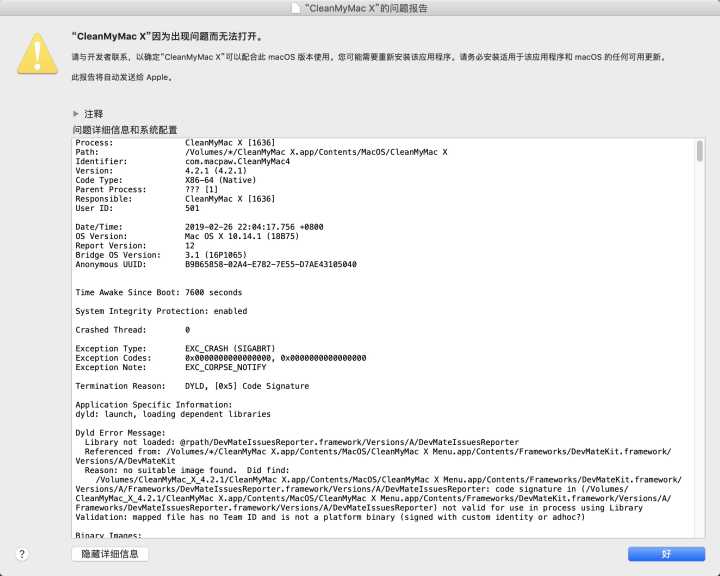 “CleanMyMac X”的问题报告
“CleanMyMac X”因为出现问题而无法打开。
请与开发者联系，以确定“CleanMyMac X”可以配合此 macOS 版本使用。您可能需要重新安装该应用程序。请务必安装适用于该应用程序和 macOS 的任何可用更新。
此报告将自动发送给 Apple。
注释
问题详细信息和系统配置
Process: CleanMyMac X [1636]
Path: /Volumes/*/CleanMyMac X.app/Contents/MacOS/CleanMyMac X
Identifier: com.macpaw.CleanMyMac4
Version: 4.2.1 (4.2.1)
Code Type: X86-64 (Native)
Parent Process: ??? [1]
Responsible: CleanMyMac X [1636]
User ID: 501
Date/Time: 2019-02-26 22:04:17.756 +0800
OS Version: Mac OS X 10.14.1 (18B75)
Report Version: 12
Bridge OS Version: 3.1 (16P1065)
Anonymous UUID: B9B65858-02A4-E782-7E55-D7AE43105040
Time Awake Since Boot: 7600 seconds
System Integrity Protection: enabled
Crashed Thread: 0
Exception Type: EXC_CRASH (SIGABRT)
Exception Codes: 0x0000000000000000, 0x0000000000000000
Exception Note: EXC_CORPSE_NOTIFY
Termination Reason: DYLD, [0x5] Code Signature
Application Specific Information:
dyld: launch, loading dependent libraries
Dyld Error Message:
Library not loaded: @rpath/DevMateIssuesReporter.framework/Versions/A/DevMateIssuesReporter
Referenced from: /Volumes/*/CleanMyMac X.app/Contents/MacOS/CleanMyMac X Menu.app/Contents/Frameworks/DevMateKit.framework/
Versions/A/DevMateKit
Reason: no suitable image found.  Did find:
/Volumes/CleanMyMac_X_4.2.1/CleanMyMac X.app/Contents/MacOS/CleanMyMac X Menu.app/Contents/Frameworks/DevMateKit.framework/
Versions/A/Frameworks/DevMateIssuesReporter.framework/Versions/A/DevMateIssuesReporter: code signature in (/Volumes/
CleanMyMac_X_4.2.1/CleanMyMac X.app/Contents/MacOS/CleanMyMac X Menu.app/Contents/Frameworks/DevMateKit.framework/Versions/A/
Frameworks/DevMateIssuesReporter.framework/Versions/A/DevMateIssuesReporter) not valid for use in process using Library
Validation: mapped file has no Team ID and is not a platform binary (signed with custom identity or adhoc?)
Binary Images:
?
隐藏详细信息
好